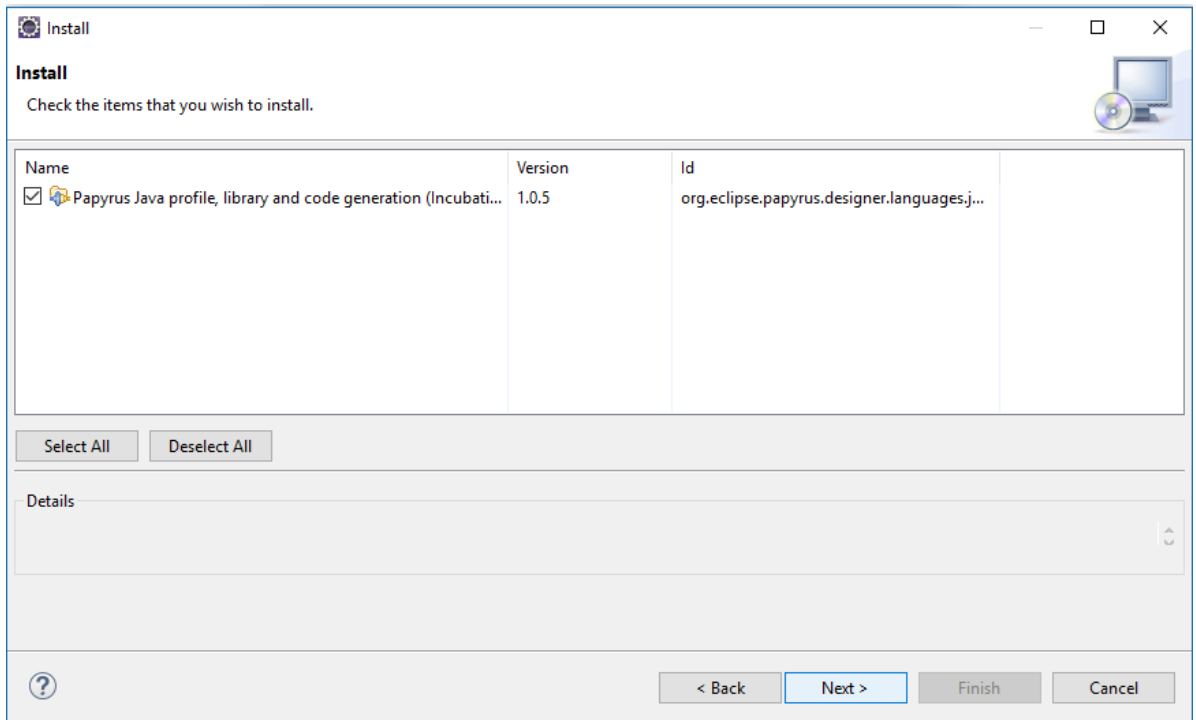 Install
Install
Check the items that you wish to install.
Name Version Id
Papyrus Java profile, library and code generation (Incubati... 1.0.5 org.eclipse.papyrus.designer.languages.j...
Select All Deselect All
Details
? < Back Next > Finish Cancel